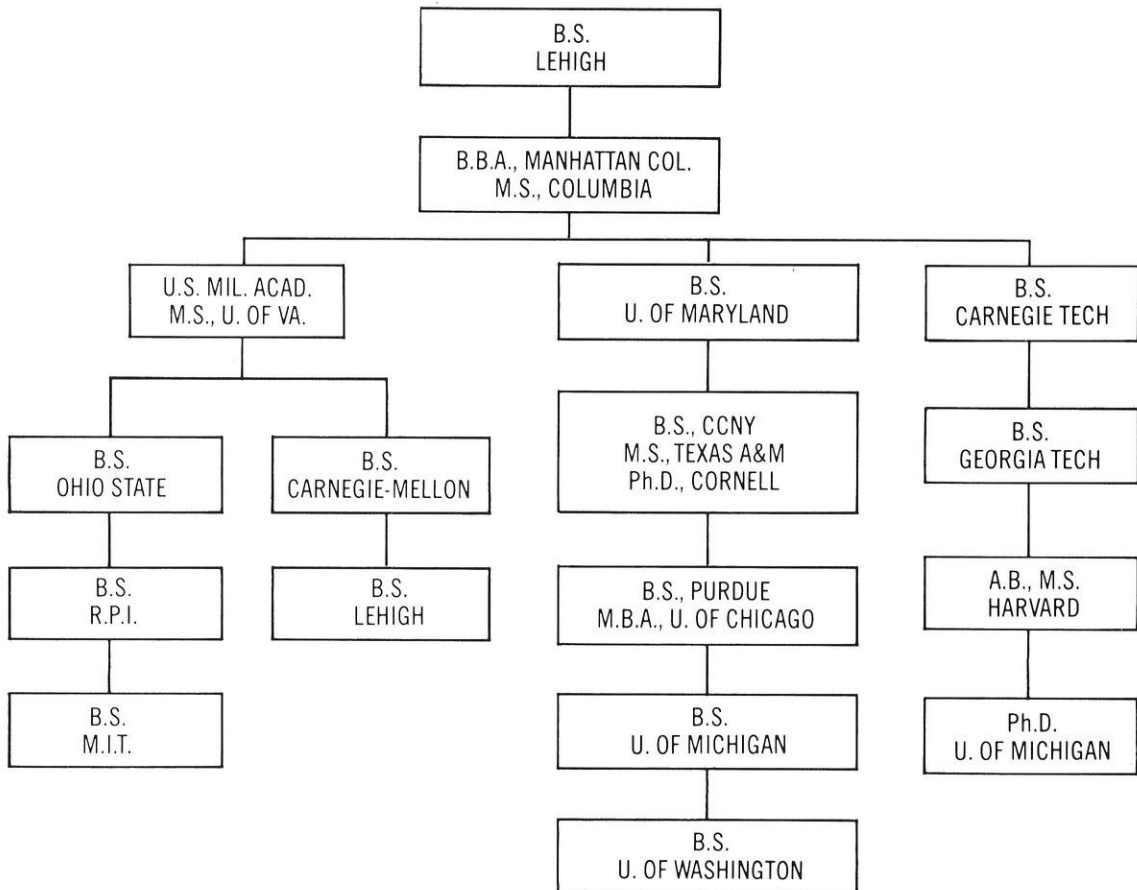 B.S.
LEHIGH
B.B.A., MANHATTAN COL.
M.S., COLUMBIA
U.S. MIL. ACAD.
M.S., U. OF VA.
B.S.
U. OF MARYLAND
B.S.
CARNEGIE TECH
B.S.
OHIO STATE
B.S.
CARNEGIE-MELLON
B.S., CCNY
M.S., TEXAS A&M
Ph.D., CORNELL
B.S.
GEORGIA TECH
B.S.
R.P.I.
B.S.
LEHIGH
B.S., PURDUE
M.B.A., U. OF CHICAGO
A.B., M.S.
HARVARD
B.S.
M.I.T.
B.S.
U. OF MICHIGAN
Ph.D.
U. OF MICHIGAN
B.S.
U. OF WASHINGTON